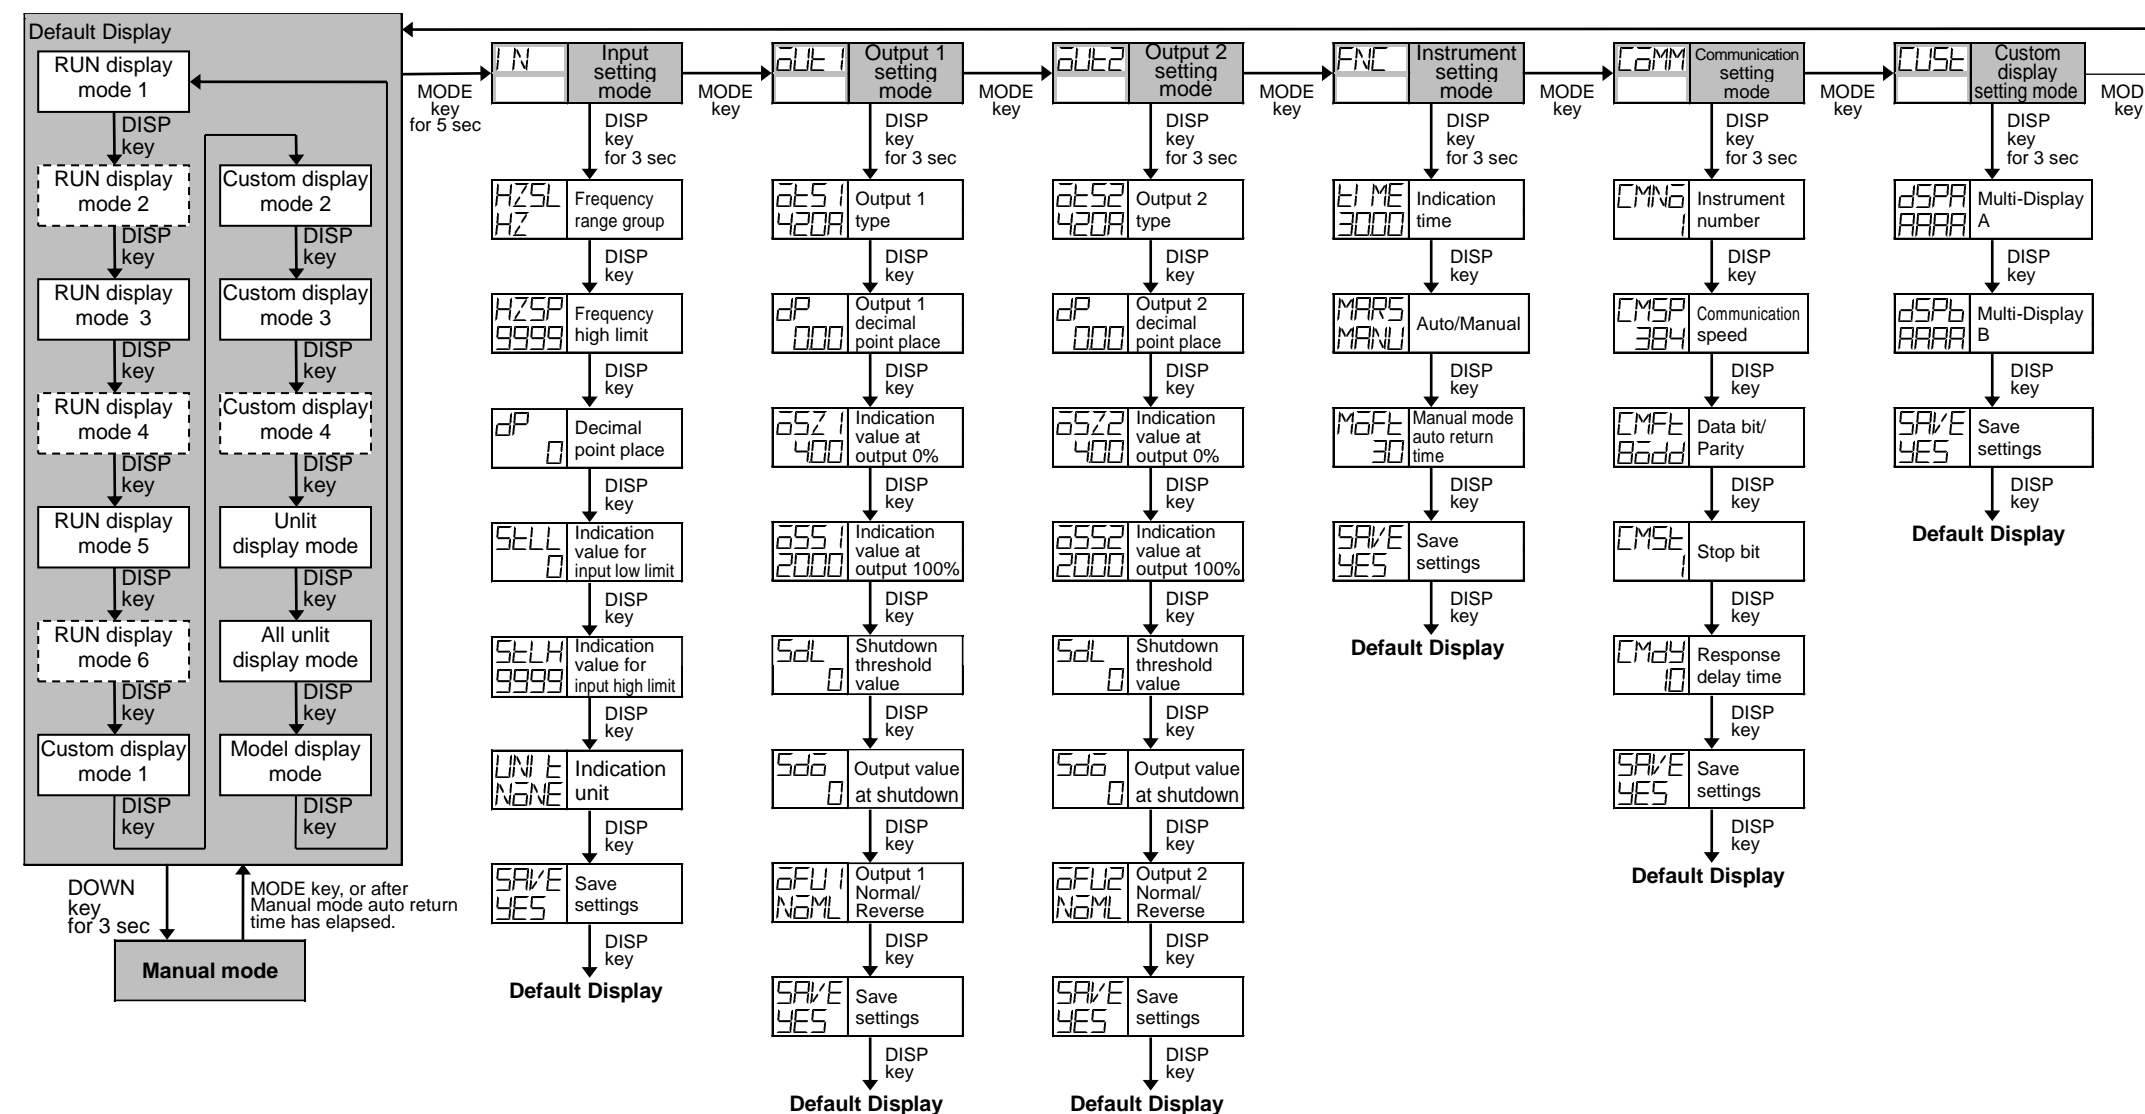 Default Display
RUN display
mode 1
DISP
key
RUN display
mode 2
DISP
key
RUN display
mode 3
DISP
key
RUN display
mode 4
DISP
key
RUN display
mode 5
DISP
key
RUN display
mode 6
DISP
key
Custom display
mode 1
DISP
key
Custom display
mode 2
DISP
key
Custom display
mode 3
DISP
key
Custom display
mode 4
DISP
key
Unlit
display mode
DISP
key
All unlit
display mode
DISP
key
Model display
mode
DISP
key
DOWN
key
for 3 sec
MODE key, or after
Manual mode auto return
time has elapsed.
Manual mode
MODE
key
for 5 sec
IN
Input
setting
mode
DISP
key
for 3 sec
HZSL
HZ
Frequency
range group
DISP
key
HZSP
9999
Frequency
high limit
DISP
key
dP
0
Decimal
point place
DISP
key
StLL
0
Indication
value for
input low limit
DISP
key
StLH
9999
Indication
value for
input high limit
DISP
key
UNIt
NoNE
Indication
unit
DISP
key
SAVE
YES
Save
settings
DISP
key
Default Display
MODE
key
oUt1
Output 1
setting
mode
DISP
key
for 3 sec
otS1
420A
Output 1
type
DISP
key
dP
000
Output 1
decimal
point place
DISP
key
oSZ1
400
Indication
value at
output 0%
DISP
key
oSS1
2000
Indication
value at
output 100%
DISP
key
SdL
0
Shutdown
threshold
value
DISP
key
Sdo
0
Output value
at shutdown
DISP
key
oFU1
NoML
Output 1
Normal/
Reverse
DISP
key
SAVE
YES
Save
settings
DISP
key
Default Display
MODE
key
oUt2
Output 2
setting
mode
DISP
key
for 3 sec
otS2
420A
Output 2
type
DISP
key
dP
000
Output 2
decimal
point place
DISP
key
oSZ2
400
Indication
value at
output 0%
DISP
key
oSS2
2000
Indication
value at
output 100%
DISP
key
SdL
0
Shutdown
threshold
value
DISP
key
Sdo
0
Output value
at shutdown
DISP
key
oFU2
NoML
Output 2
Normal/
Reverse
DISP
key
SAVE
YES
Save
settings
DISP
key
Default Display
MODE
key
FNC
Instrument
setting
mode
DISP
key
for 3 sec
tIME
3000
Indication
time
DISP
key
MARS
MANU
Auto/Manual
DISP
key
MoFt
30
Manual mode
auto return
time
DISP
key
SAVE
YES
Save
settings
DISP
key
Default Display
MODE
key
CoMM
Communication
setting
mode
DISP
key
for 3 sec
CMNo
1
Instrument
number
DISP
key
CMSP
384
Communication
speed
DISP
key
CMFt
8odd
Data bit/
Parity
DISP
key
CMSt
1
Stop bit
DISP
key
CMdY
10
Response
delay time
DISP
key
SAVE
YES
Save
settings
DISP
key
Default Display
MODE
key
CUSt
Custom
display
setting mode
DISP
key
for 3 sec
dSPA
AAAA
Multi-Display
A
DISP
key
dSPb
AAAA
Multi-Display
B
DISP
key
SAVE
YES
Save
settings
DISP
key
Default Display
MOD
key